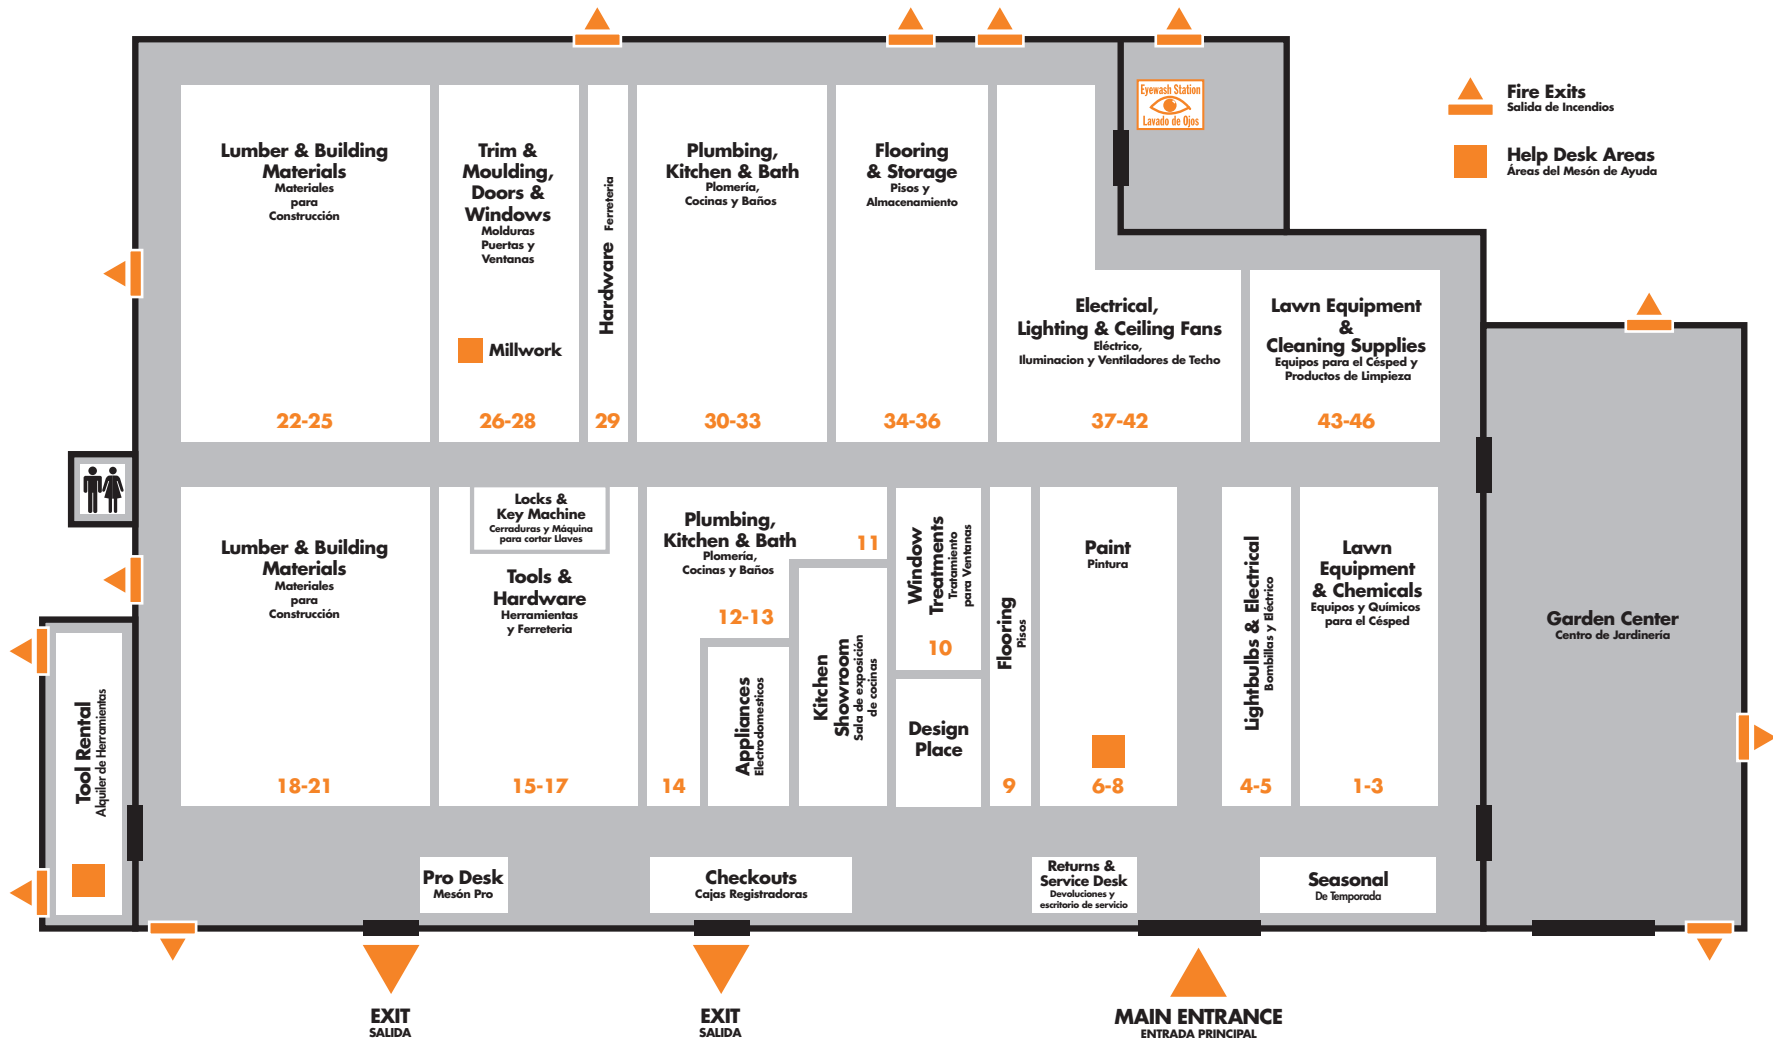 Eyewash Station
Lavado de Ojos
Fire Exits
Salida de Incendios
Help Desk Areas
Áreas del Mesón de Ayuda
Lumber & Building
Materials
Materiales
para
Construcción
22-25
Trim &
Moulding,
Doors &
Windows
Molduras
Puertas y
Ventanas
Millwork
26-28
Hardware Ferreteria
29
Plumbing,
Kitchen & Bath
Plomería,
Cocinas y Baños
30-33
Flooring
& Storage
Pisos y
Almacenamiento
34-36
Electrical,
Lighting & Ceiling Fans
Eléctrico,
Iluminacion y Ventiladores de Techo
37-42
Lawn Equipment
&
Cleaning Supplies
Equipos para el Césped y
Productos de Limpieza
43-46
Lumber & Building
Materials
Materiales
para
Construcción
18-21
Locks &
Key Machine
Cerraduras y Máquina
para cortar Llaves
Tools &
Hardware
Herramientas
y Ferreteria
15-17
Plumbing,
Kitchen & Bath
Plomería,
Cocinas y Baños
11
12-13
14
Appliances
Electrodomesticos
Kitchen
Showroom
Sala de exposición
de cocinas
Window
Treatments
Tratamiento
para Ventanas
10
Design
Place
Flooring
Pisos
9
Paint
Pintura
6-8
Lightbulbs & Electrical
Bombillas y Eléctrico
4-5
Lawn
Equipment
& Chemicals
Equipos y Químicos
para el Césped
1-3
Garden Center
Centro de Jardinería
Tool Rental
Alquiler de Herramientas
Pro Desk
Mesón Pro
Checkouts
Cajas Registradoras
Returns &
Service Desk
Devoluciones y
escritorio de servicio
Seasonal
De Temporada
EXIT
SALIDA
EXIT
SALIDA
MAIN ENTRANCE
ENTRADA PRINCIPAL